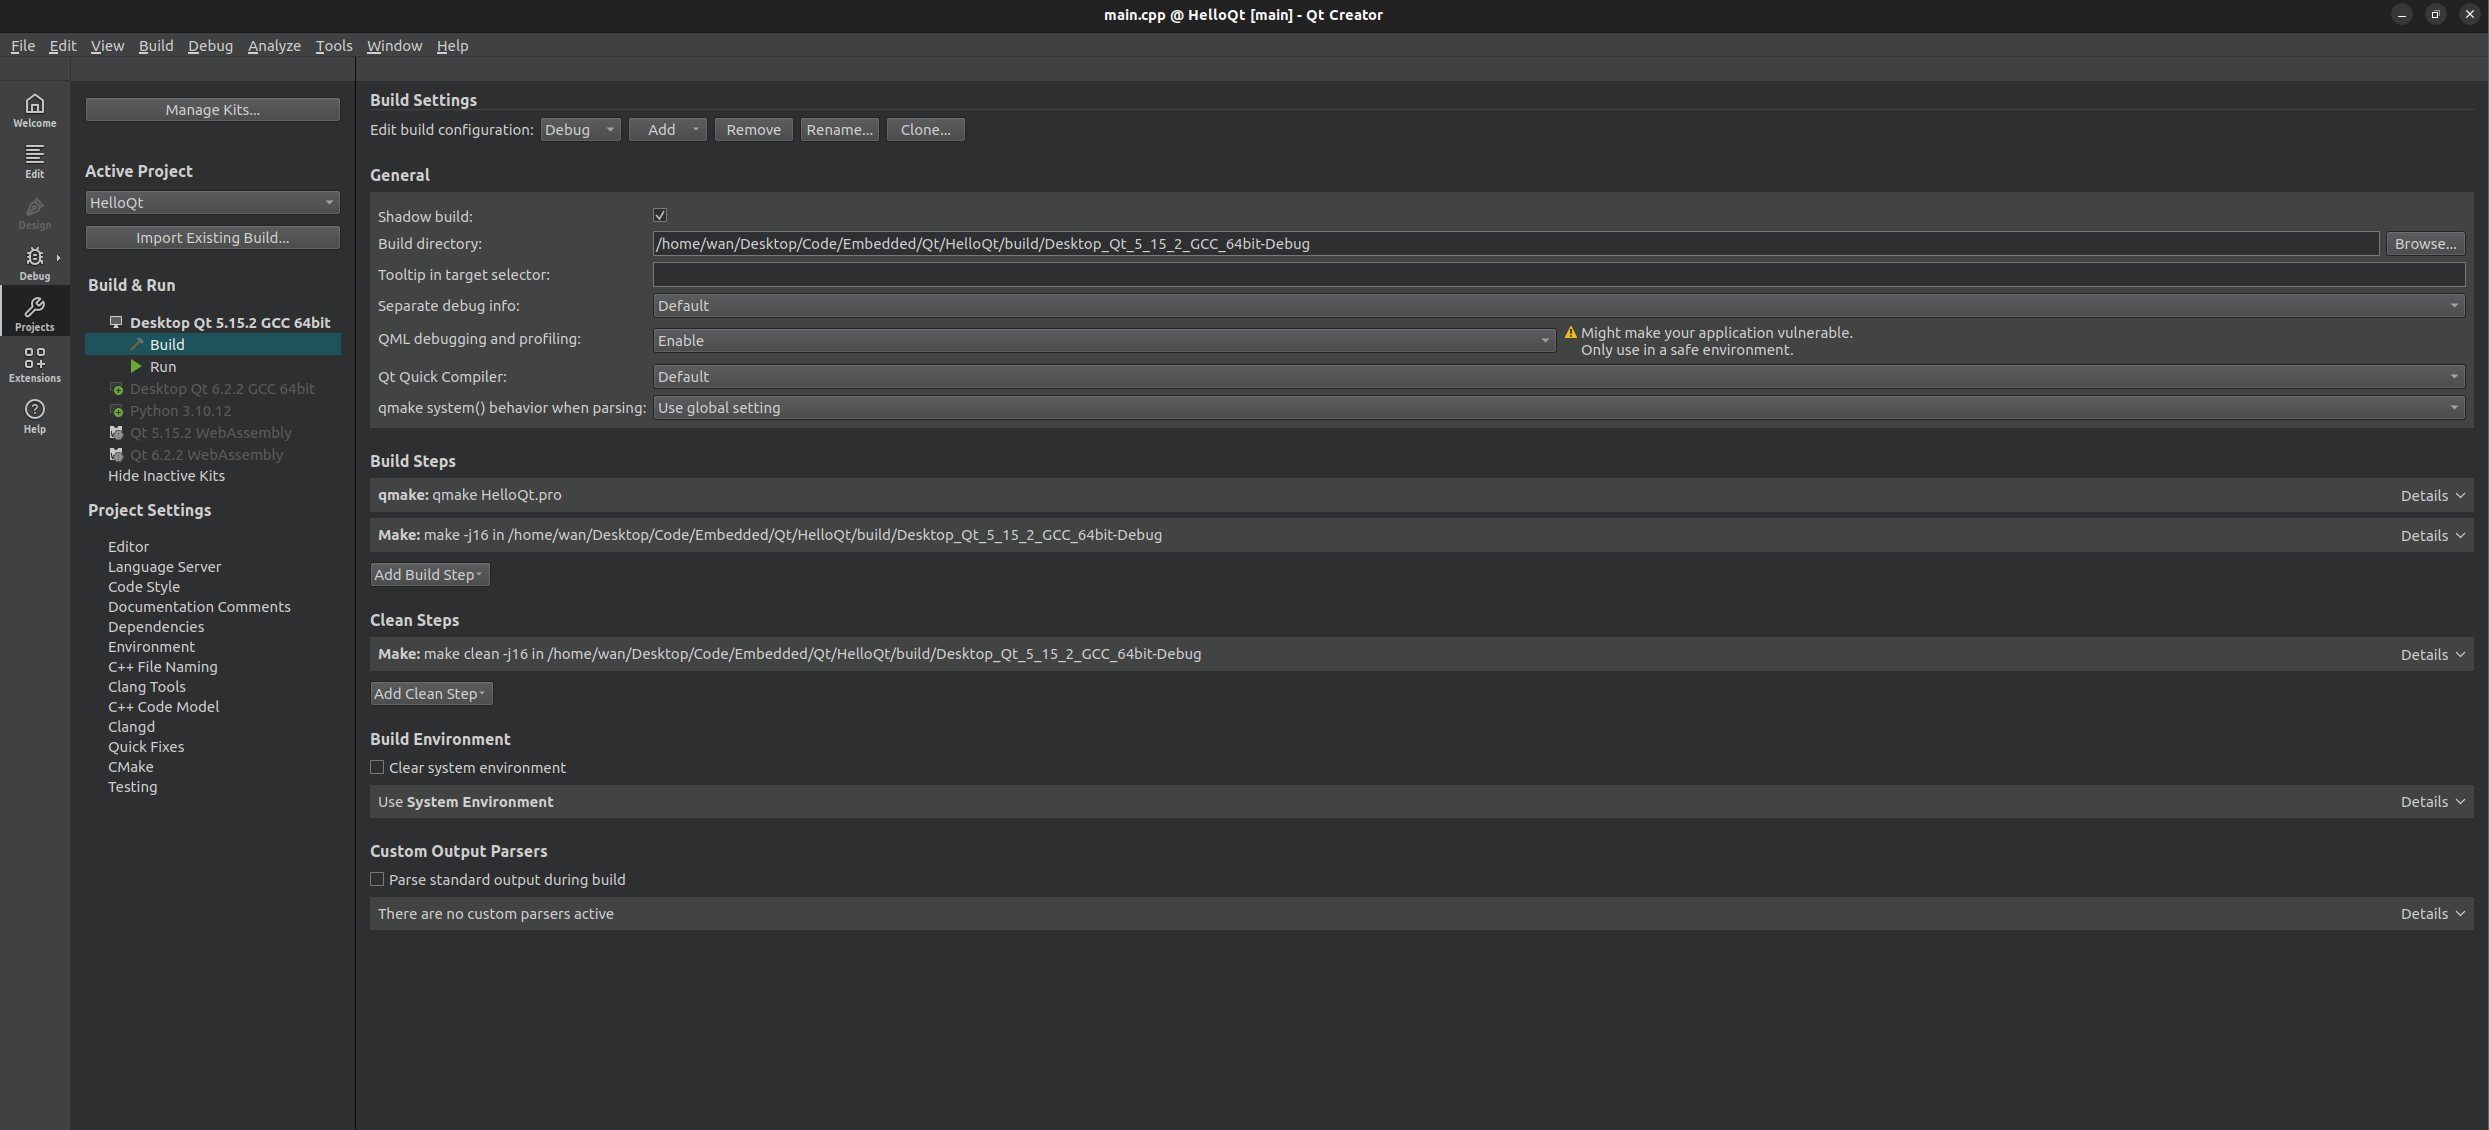 main.cpp @ HelloQt [main] - Qt Creator
File Edit View Build Debug Analyze Tools Window Help
Welcome
Edit
Design
Debug
Projects
Extensions
Help
Manage Kits...
Active Project
HelloQt
Import Existing Build...
Build & Run
Desktop Qt 5.15.2 GCC 64bit
Build
Run
Desktop Qt 6.2.2 GCC 64bit
Python 3.10.12
Qt 5.15.2 WebAssembly
Qt 6.2.2 WebAssembly
Hide Inactive Kits
Project Settings
Editor
Language Server
Code Style
Documentation Comments
Dependencies
Environment
C++ File Naming
Clang Tools
C++ Code Model
Clangd
Quick Fixes
CMake
Testing
Build Settings
Edit build configuration: Debug Add Remove Rename... Clone...
General
Shadow build:
Build directory: /home/wan/Desktop/Code/Embedded/Qt/HelloQt/build/Desktop_Qt_5_15_2_GCC_64bit-Debug Browse...
Tooltip in target selector:
Separate debug info: Default
QML debugging and profiling: Enable Might make your application vulnerable.
Only use in a safe environment.
Qt Quick Compiler: Default
qmake system() behavior when parsing: Use global setting
Build Steps
qmake: qmake HelloQt.pro Details
Make: make -j16 in /home/wan/Desktop/Code/Embedded/Qt/HelloQt/build/Desktop_Qt_5_15_2_GCC_64bit-Debug Details
Add Build Step
Clean Steps
Make: make clean -j16 in /home/wan/Desktop/Code/Embedded/Qt/HelloQt/build/Desktop_Qt_5_15_2_GCC_64bit-Debug Details
Add Clean Step
Build Environment
Clear system environment
Use System Environment Details
Custom Output Parsers
Parse standard output during build
There are no custom parsers active Details